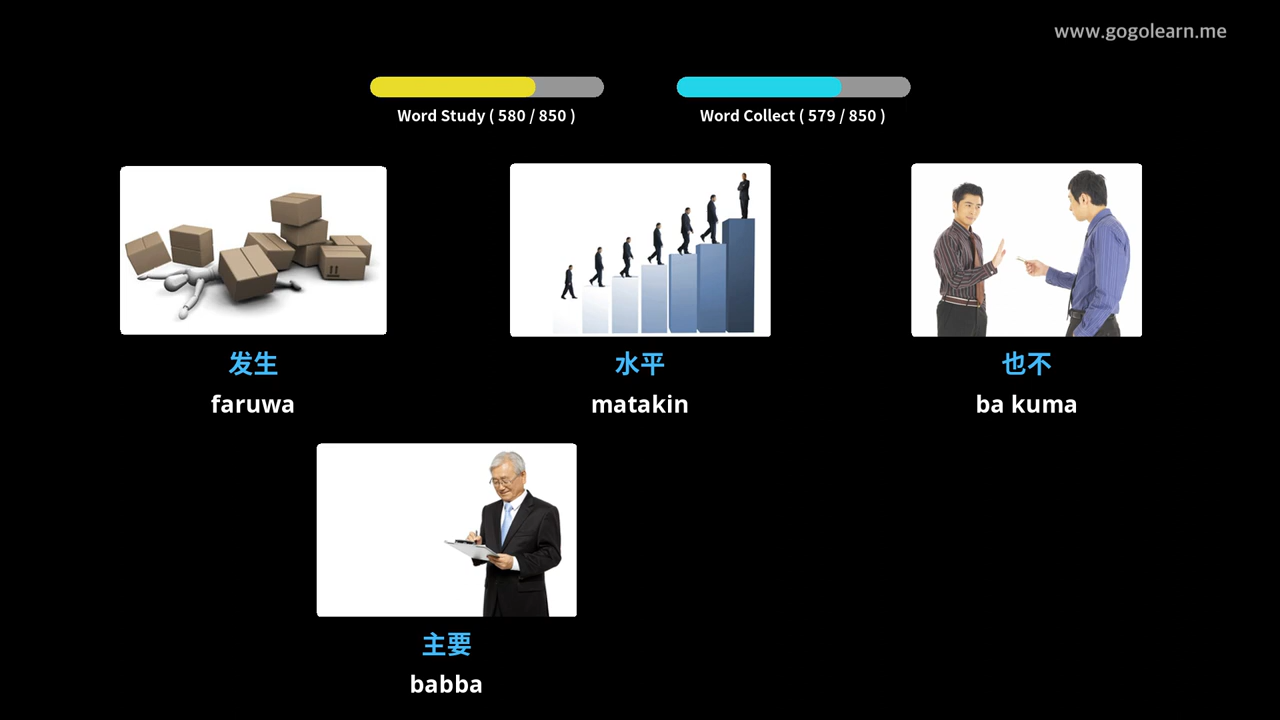 www.gogolearn.me
Word Study ( 580 / 850 )
Word Collect ( 579 / 850 )
发生
faruwa
水平
matakin
也不
ba kuma
主要
babba